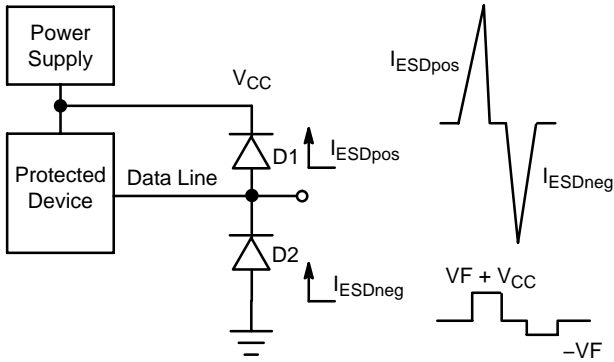 Power
Supply
V_CC
D1
I_ESDpos
Protected
Device
Data Line
D2
I_ESDneg
I_ESDpos
I_ESDneg
VF + V_CC
–VF